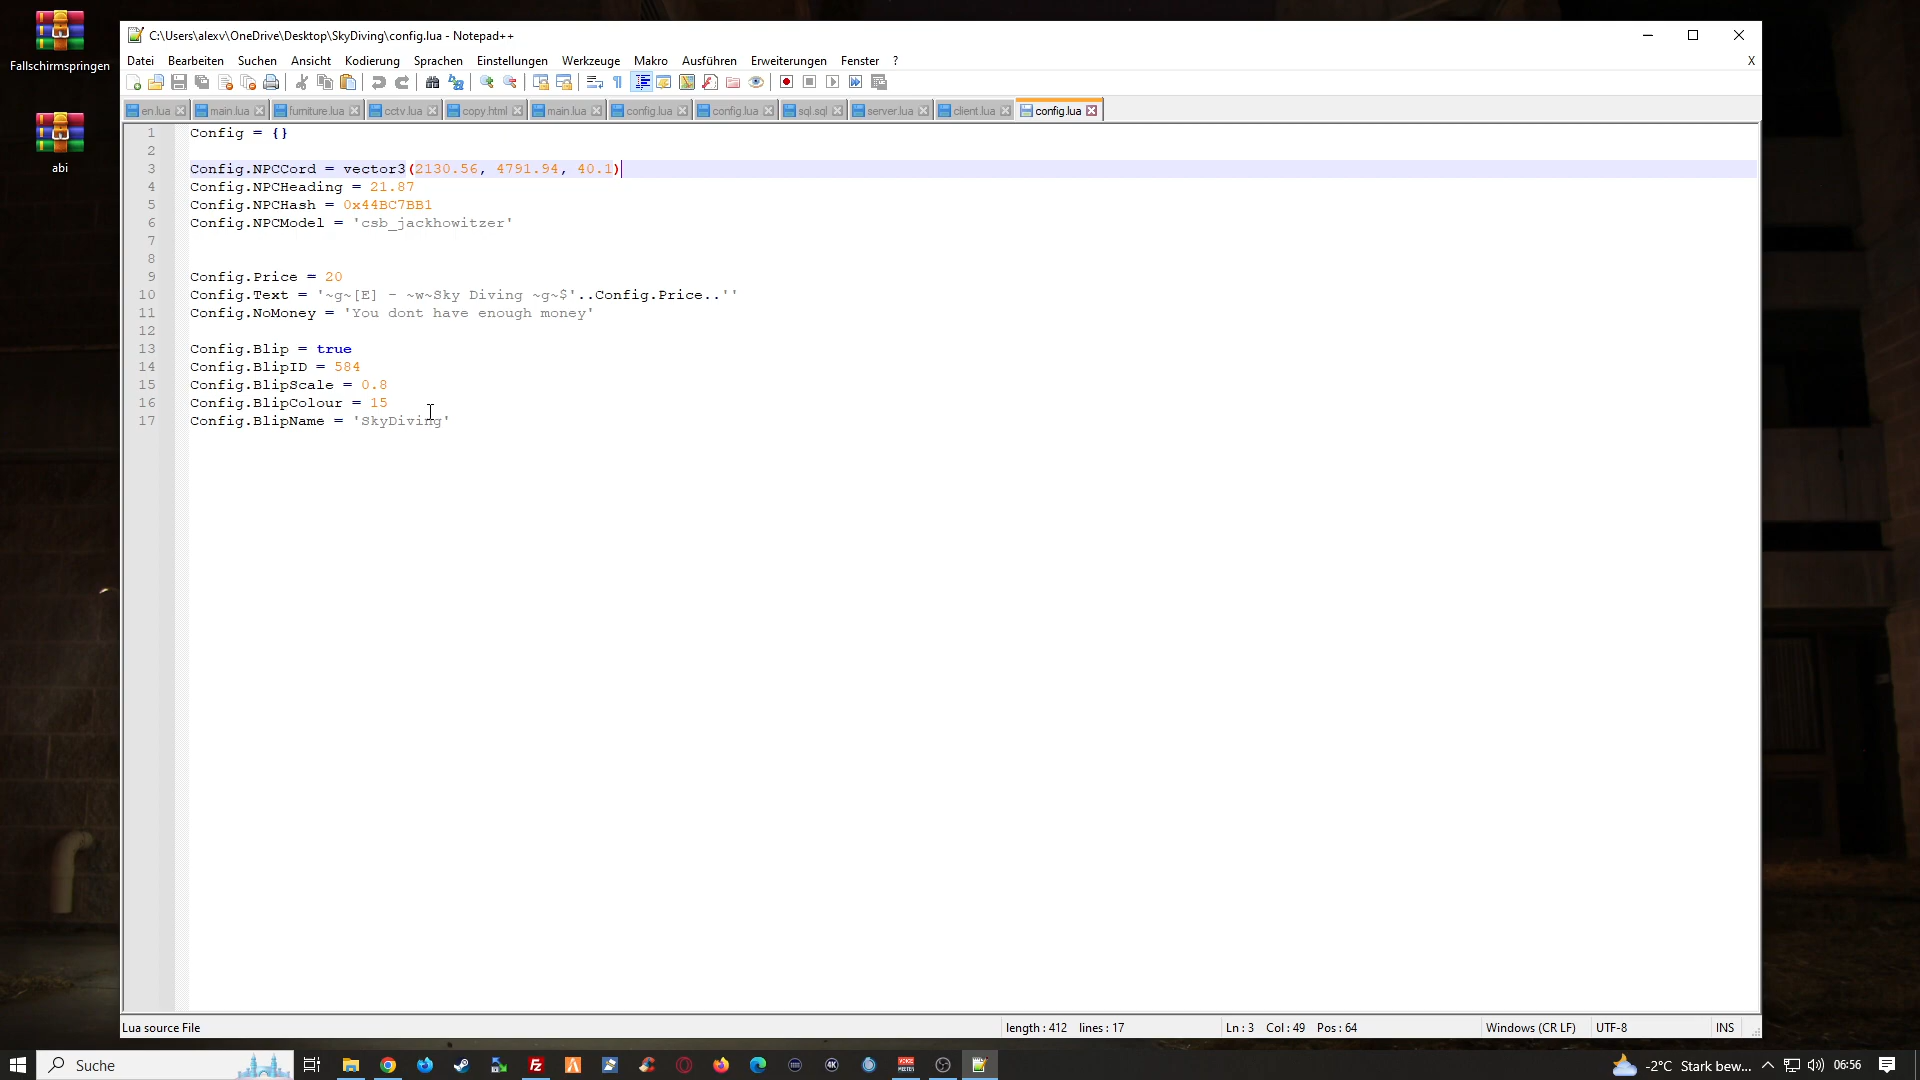 Fallschirmspringen
abi
C:\Users\alexv\OneDrive\Desktop\SkyDiving\config.lua - Notepad++
Datei Bearbeiten Suchen Ansicht Kodierung Sprachen Einstellungen Werkzeuge Makro Ausführen Erweiterungen Fenster ? X
en.lua main.lua furniture.lua cctv.lua copy.html main.lua config.lua config.lua sql.sql server.lua client.lua config.lua
1 Config = {}
2
3 Config.NPCCord = vector3(2130.56, 4791.94, 40.1)
4 Config.NPCHeading = 21.87
5 Config.NPCHash = 0x44BC7BB1
6 Config.NPCModel = 'csb_jackhowitzer'
7
8
9 Config.Price = 20
10 Config.Text = '~g~[E] - ~w~Sky Diving ~g~$'..Config.Price..''
11 Config.NoMoney = 'You dont have enough money'
12
13 Config.Blip = true
14 Config.BlipID = 584
15 Config.BlipScale = 0.8
16 Config.BlipColour = 15
17 Config.BlipName = 'SkyDiving'
Lua source File length : 412 lines : 17 Ln : 3 Col : 49 Pos : 64 Windows (CR LF) UTF-8 INS
Suche 4K VOICE MEETER -2°C Stark bew... 06:56